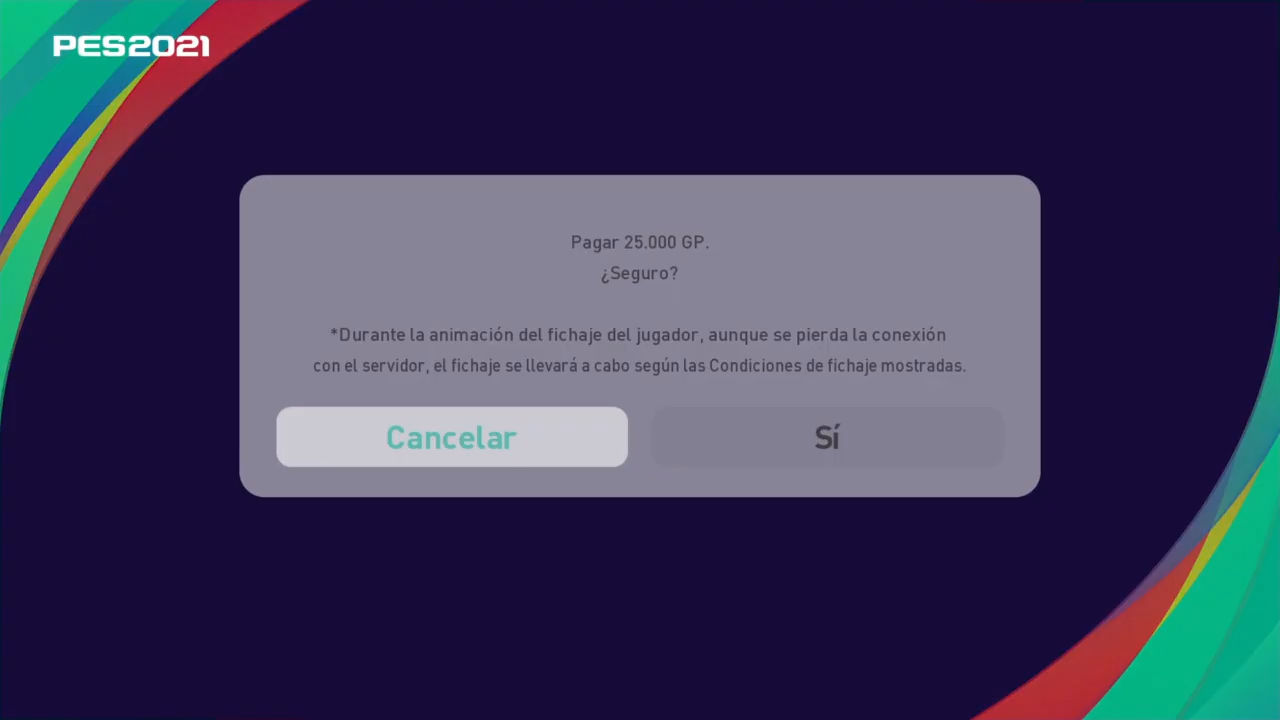 PES2021
Pagar 25.000 GP.
¿Seguro?
*Durante la animación del fichaje del jugador, aunque se pierda la conexión
con el servidor, el fichaje se llevará a cabo según las Condiciones de fichaje mostradas.
Cancelar
Sí